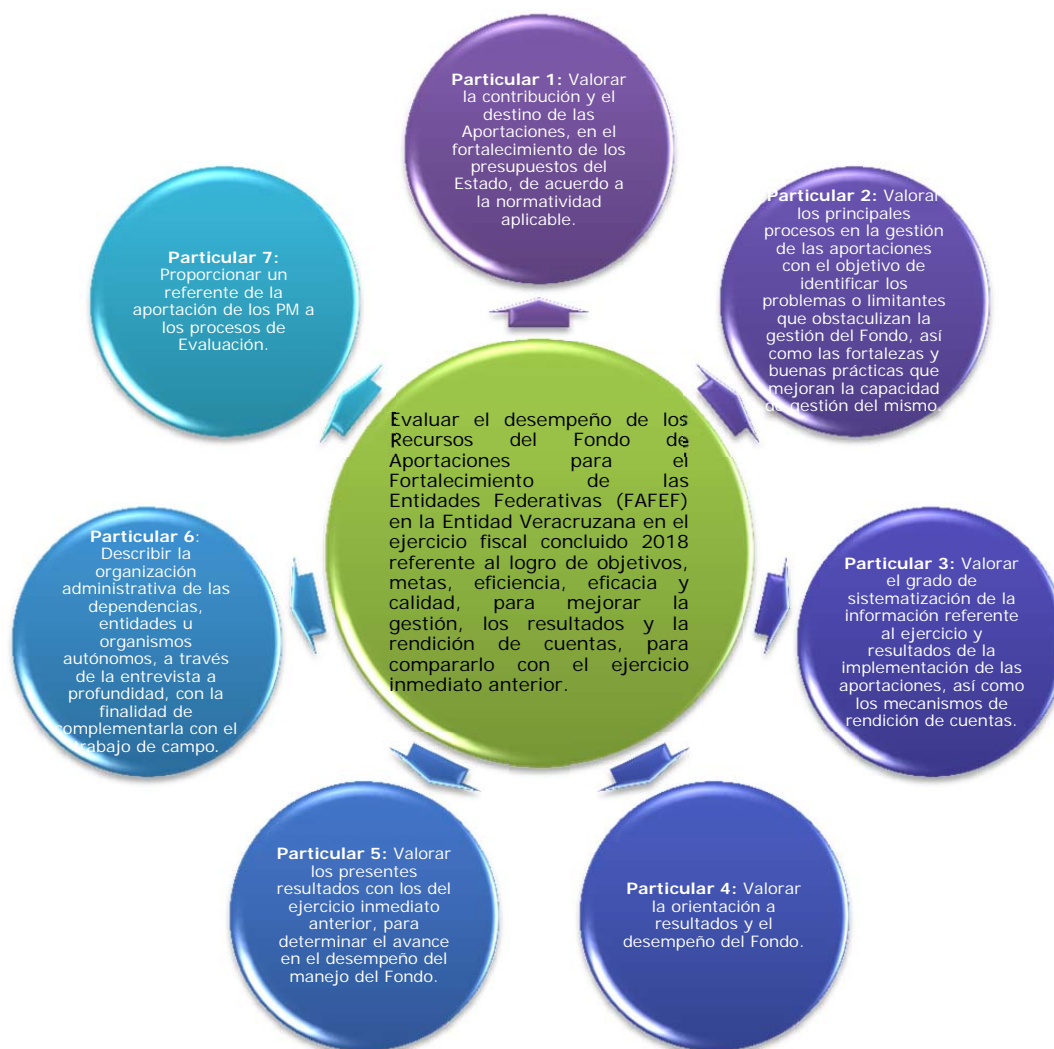 Particular 1: Valorar
la contribución y el
destino de las
Aportaciones, en el
fortalecimiento de los
presupuestos del
Estado, de acuerdo a
la normatividad
aplicable.
Particular 2: Valorar
los principales
procesos en la gestión
de las aportaciones
con el objetivo de
identificar los
problemas o limitantes
que obstaculizan la
gestión del Fondo, así
como las fortalezas y
buenas prácticas que
mejoran la capacidad
de gestión del mismo.
Particular 3: Valorar
el grado de
sistematización de la
información referente
al ejercicio y
resultados de la
implementación de las
aportaciones, así como
los mecanismos de
rendición de cuentas.
Particular 4: Valorar
la orientación a
resultados y el
desempeño del Fondo.
Particular 5: Valorar
los presentes
resultados con los del
ejercicio inmediato
anterior, para
determinar el avance
en el desempeño del
manejo del Fondo.
Particular 6:
Describir la
organización
administrativa de las
dependencias,
entidades u
organismos
autónomos, a través
de la entrevista a
profundidad, con la
finalidad de
complementarla con el
trabajo de campo.
Particular 7:
Proporcionar un
referente de la
aportación de los PM a
los procesos de
Evaluación.
Evaluar el desempeño de los
Recursos del Fondo de
Aportaciones para el
Fortalecimiento de las
Entidades Federativas (FAFEF)
en la Entidad Veracruzana en el
ejercicio fiscal concluido 2018
referente al logro de objetivos,
metas, eficiencia, eficacia y
calidad, para mejorar la
gestión, los resultados y la
rendición de cuentas, para
compararlo con el ejercicio
inmediato anterior.